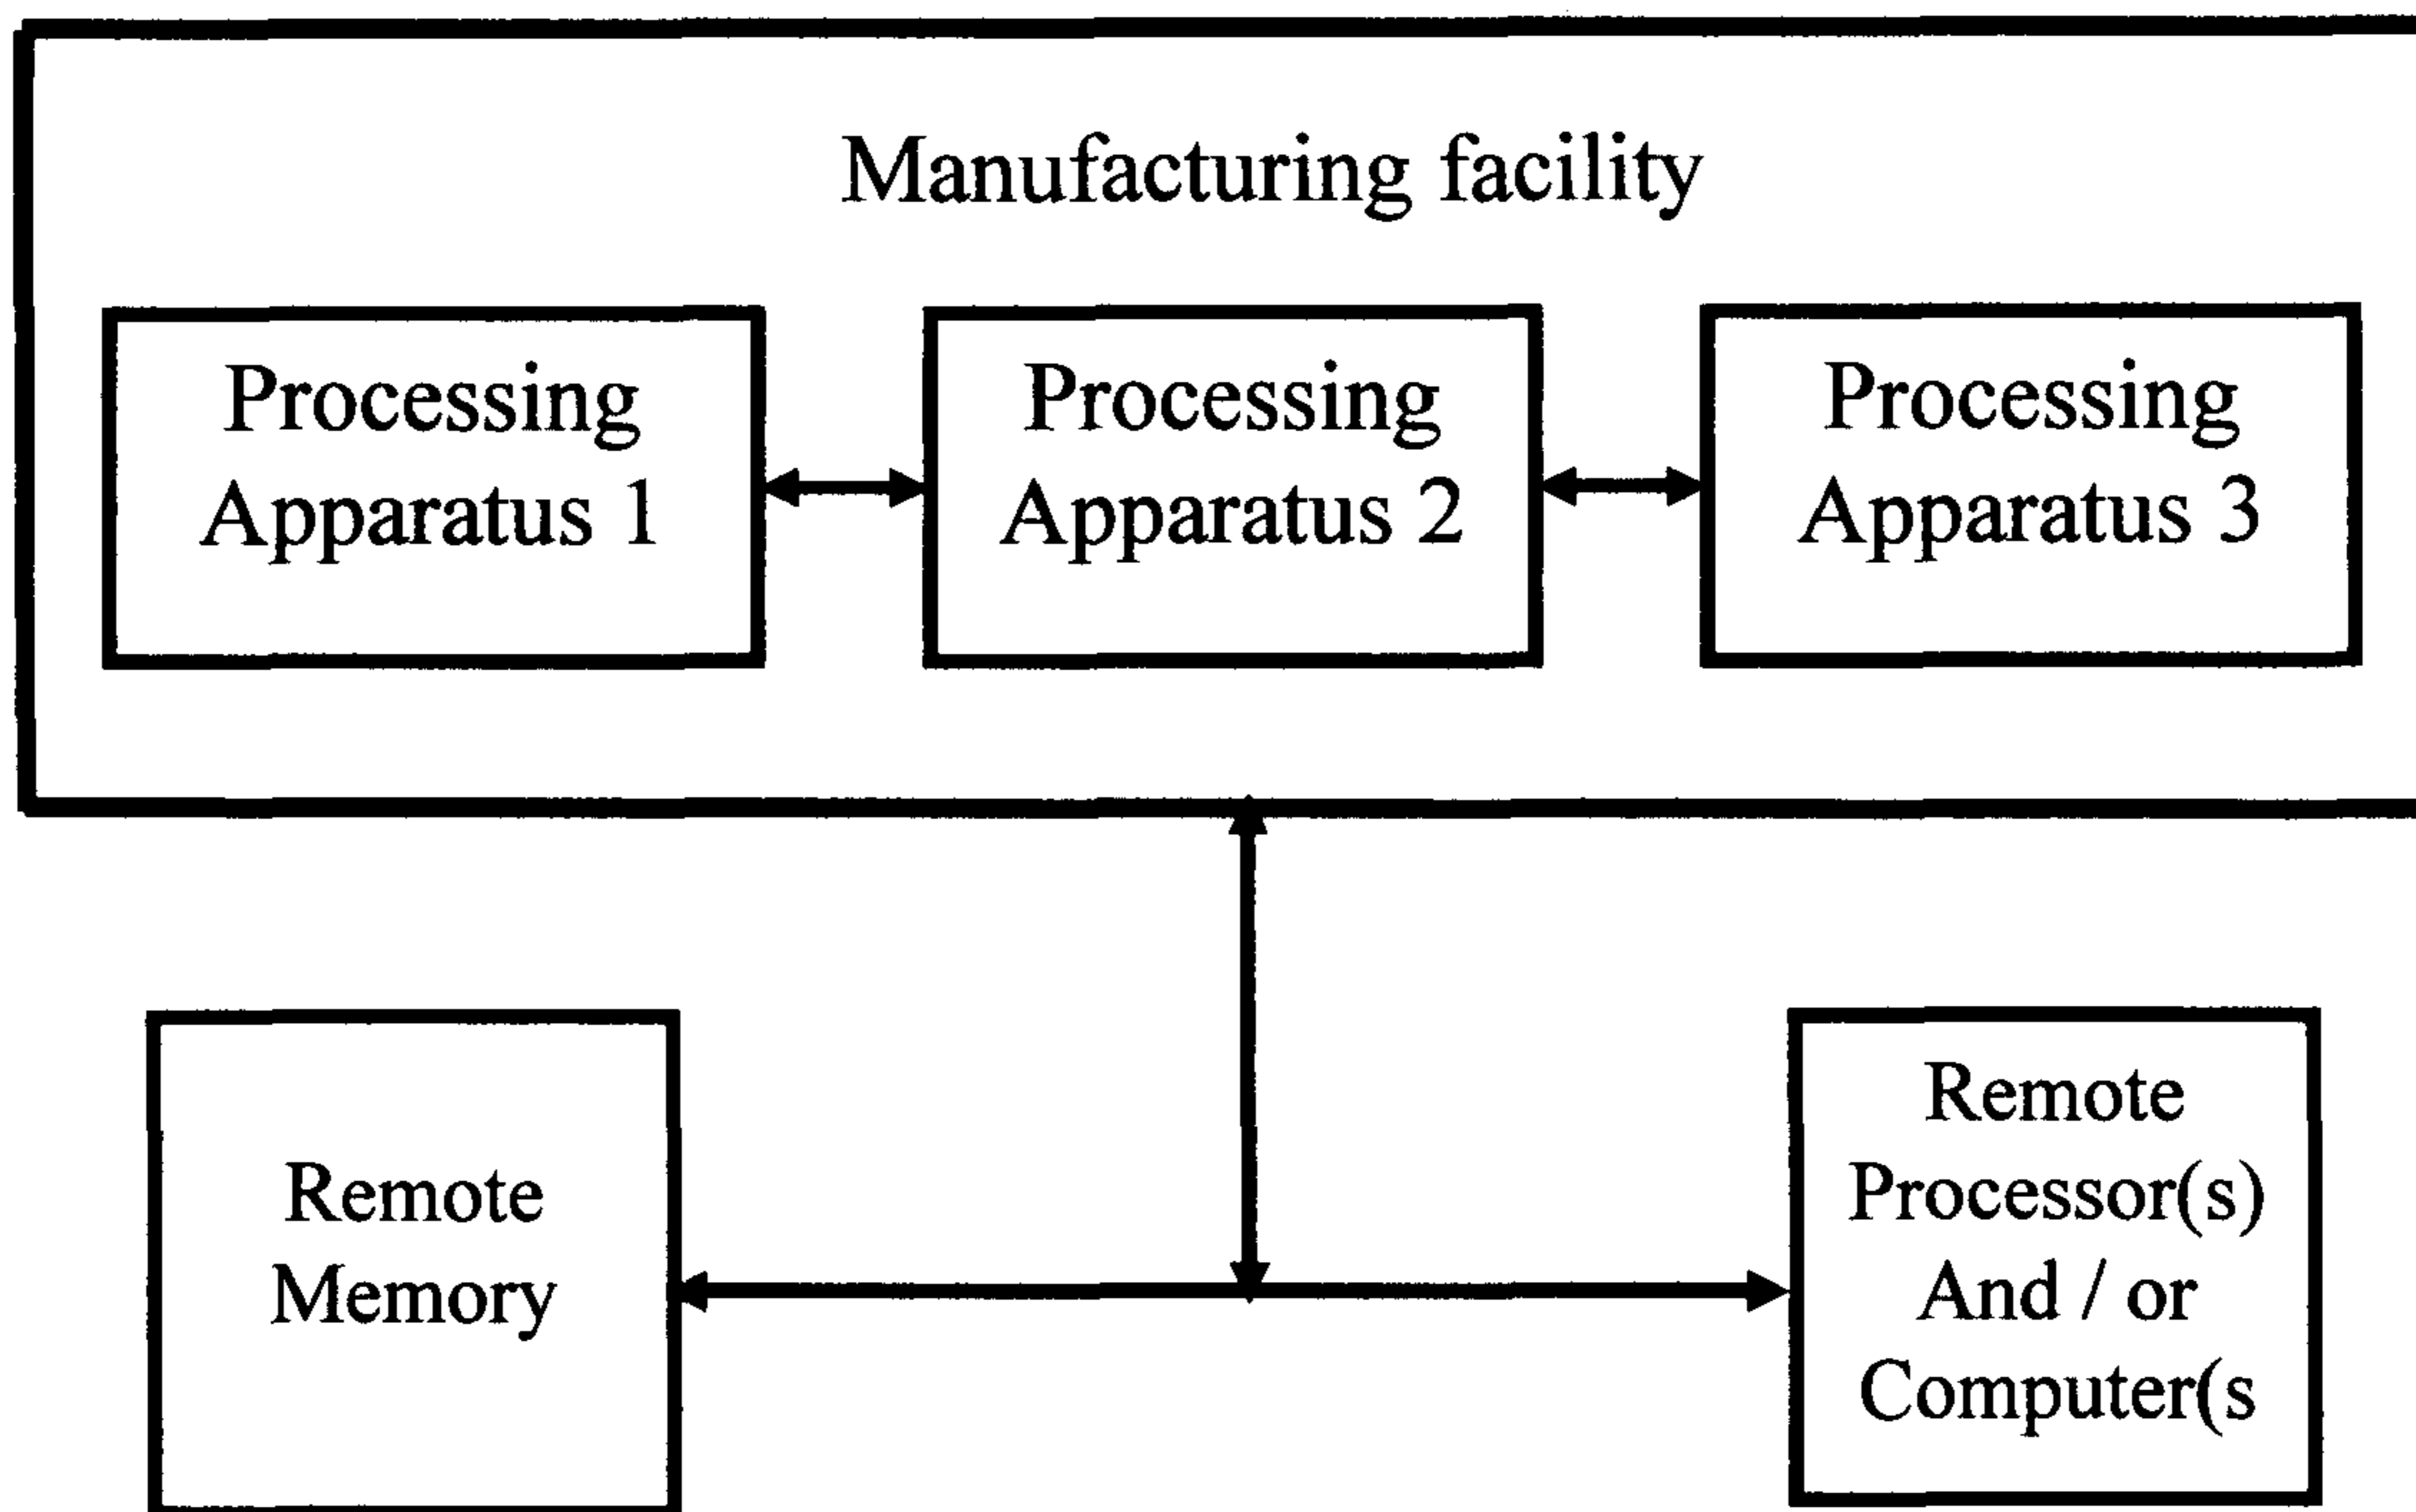 Manufacturing facility
Processing
Apparatus 1
Processing
Apparatus 2
Processing
Apparatus 3
Remote
Memory
Remote
Processor(s)
And / or
Computer(s